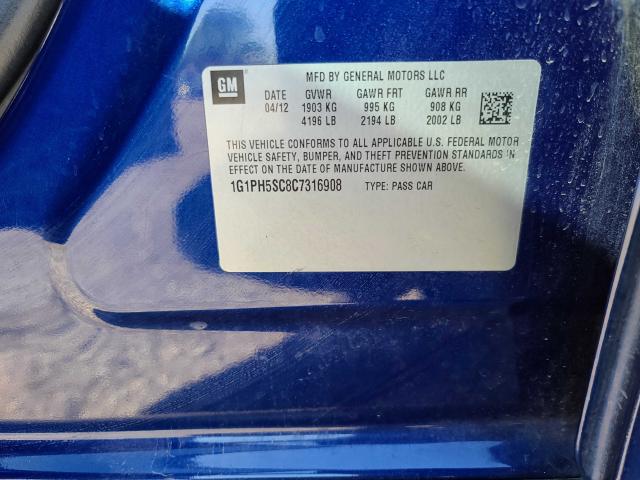 GM MFD BY GENERAL MOTORS LLC
DATE GVWR GAWR FRT GAWR RR
04/12 1903 KG 995 KG 908 KG
4196 LB 2194 LB 2002 LB
THIS VEHICLE CONFORMS TO ALL APPLICABLE U.S. FEDERAL MOTOR
VEHICLE SAFETY, BUMPER, AND THEFT PREVENTION STANDARDS IN
EFFECT ON THE DATE OF MANUFACTURE SHOWN ABOVE.
1G1PH5SC8C7316908 TYPE: PASS CAR